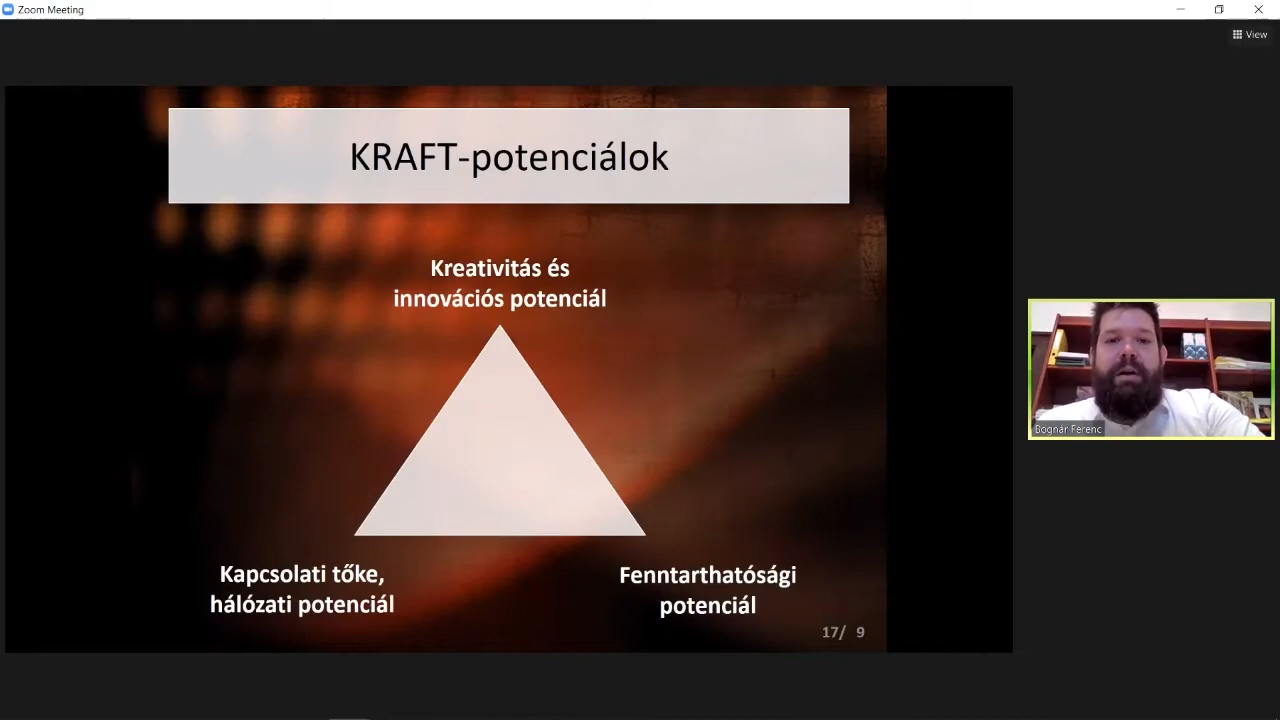 Zoom Meeting
View
KRAFT-potenciálok
Kreativitás és
innovációs potenciál
Kapcsolati tőke,
hálózati potenciál
Fenntarthatósági
potenciál
17/ 9
Bognár Ferenc